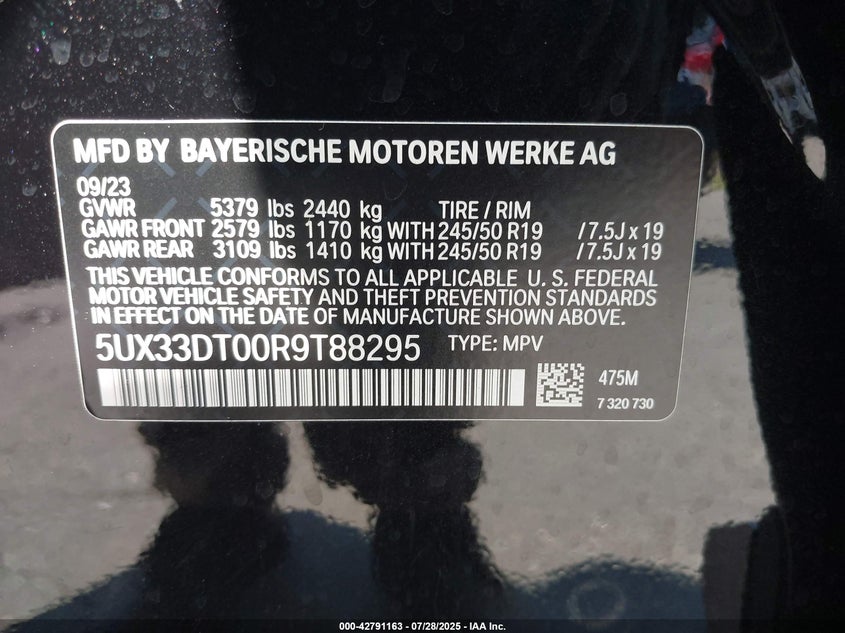 MFD BY BAYERISCHE MOTOREN WERKE AG
09/23
GVWR 5379 lbs 2440 kg TIRE / RIM
GAWR FRONT 2579 lbs 1170 kg WITH 245/50 R19 / 7.5J x 19
GAWR REAR 3109 lbs 1410 kg WITH 245/50 R19 / 7.5J x 19
THIS VEHICLE CONFORMS TO ALL APPLICABLE U. S. FEDERAL
MOTOR VEHICLE SAFETY AND THEFT PREVENTION STANDARDS
IN EFFECT ON THE DATE OF MANUFACTURE SHOWN ABOVE.
5UX33DT00R9T88295 TYPE: MPV
475M
7 320 730
000-42791163 - 07/28/2025 - IAA Inc.